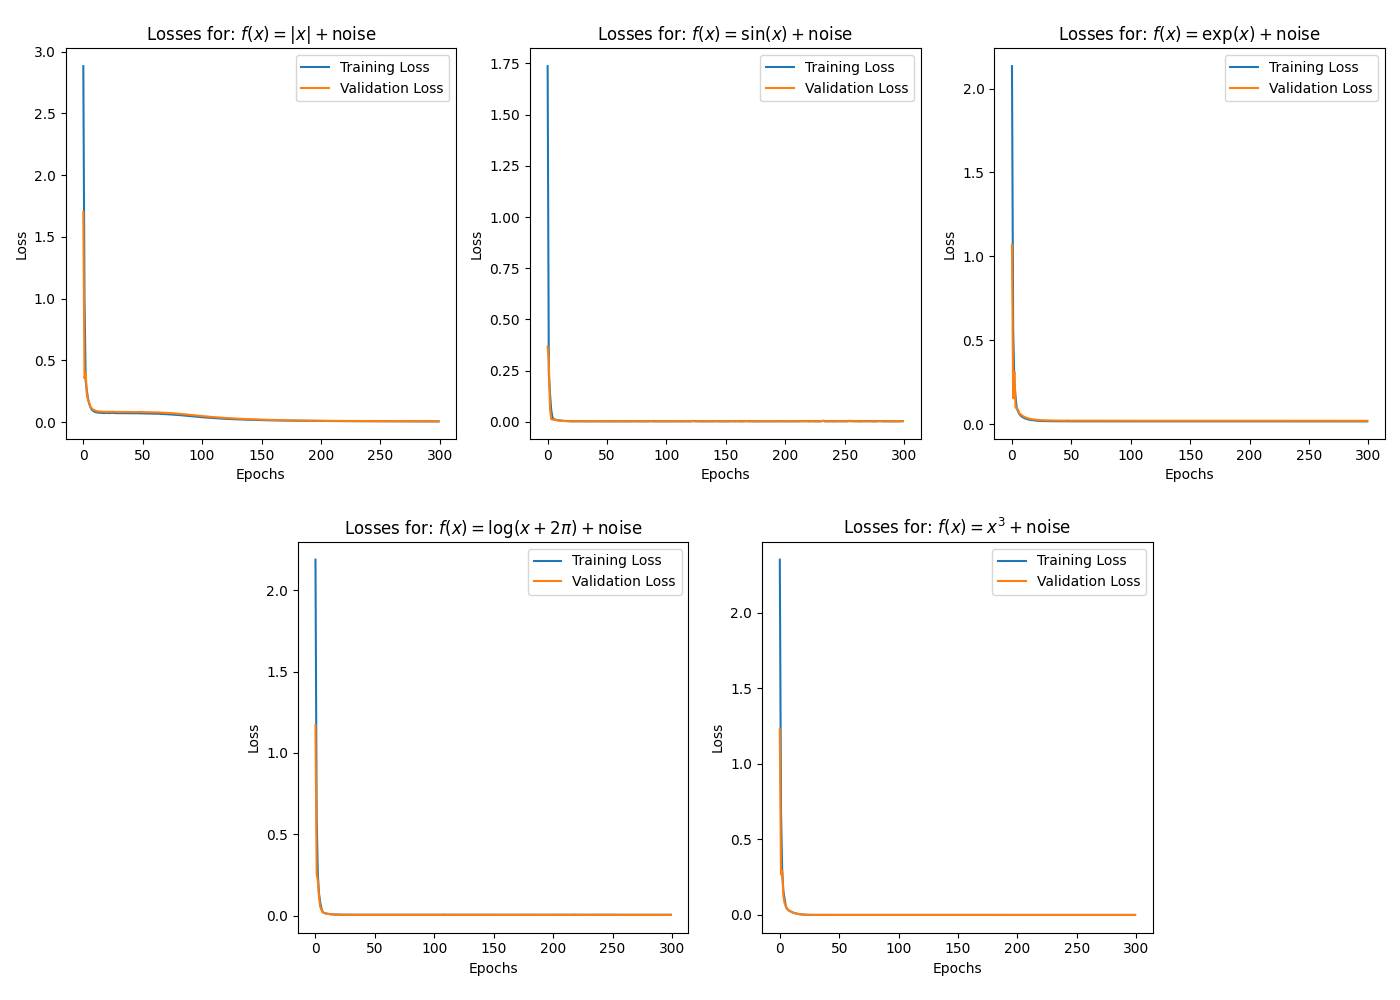 Losses for: f(x) = |x| + noise
3.0
2.5
2.0
1.5
1.0
0.5
0.0
Loss
Training Loss
Validation Loss
0 50 100 150 200 250 300
Epochs
Losses for: f(x) = sin(x) + noise
1.75
1.50
1.25
1.00
0.75
0.50
0.25
0.00
Loss
Training Loss
Validation Loss
0 50 100 150 200 250 300
Epochs
Losses for: f(x) = exp(x) + noise
2.0
1.5
1.0
0.5
0.0
Loss
Training Loss
Validation Loss
0 50 100 150 200 250 300
Epochs
Losses for: f(x) = log(x + 2π) + noise
2.0
1.5
1.0
0.5
0.0
Loss
Training Loss
Validation Loss
0 50 100 150 200 250 300
Epochs
Losses for: f(x) = x³ + noise
2.0
1.5
1.0
0.5
0.0
Loss
Training Loss
Validation Loss
0 50 100 150 200 250 300
Epochs